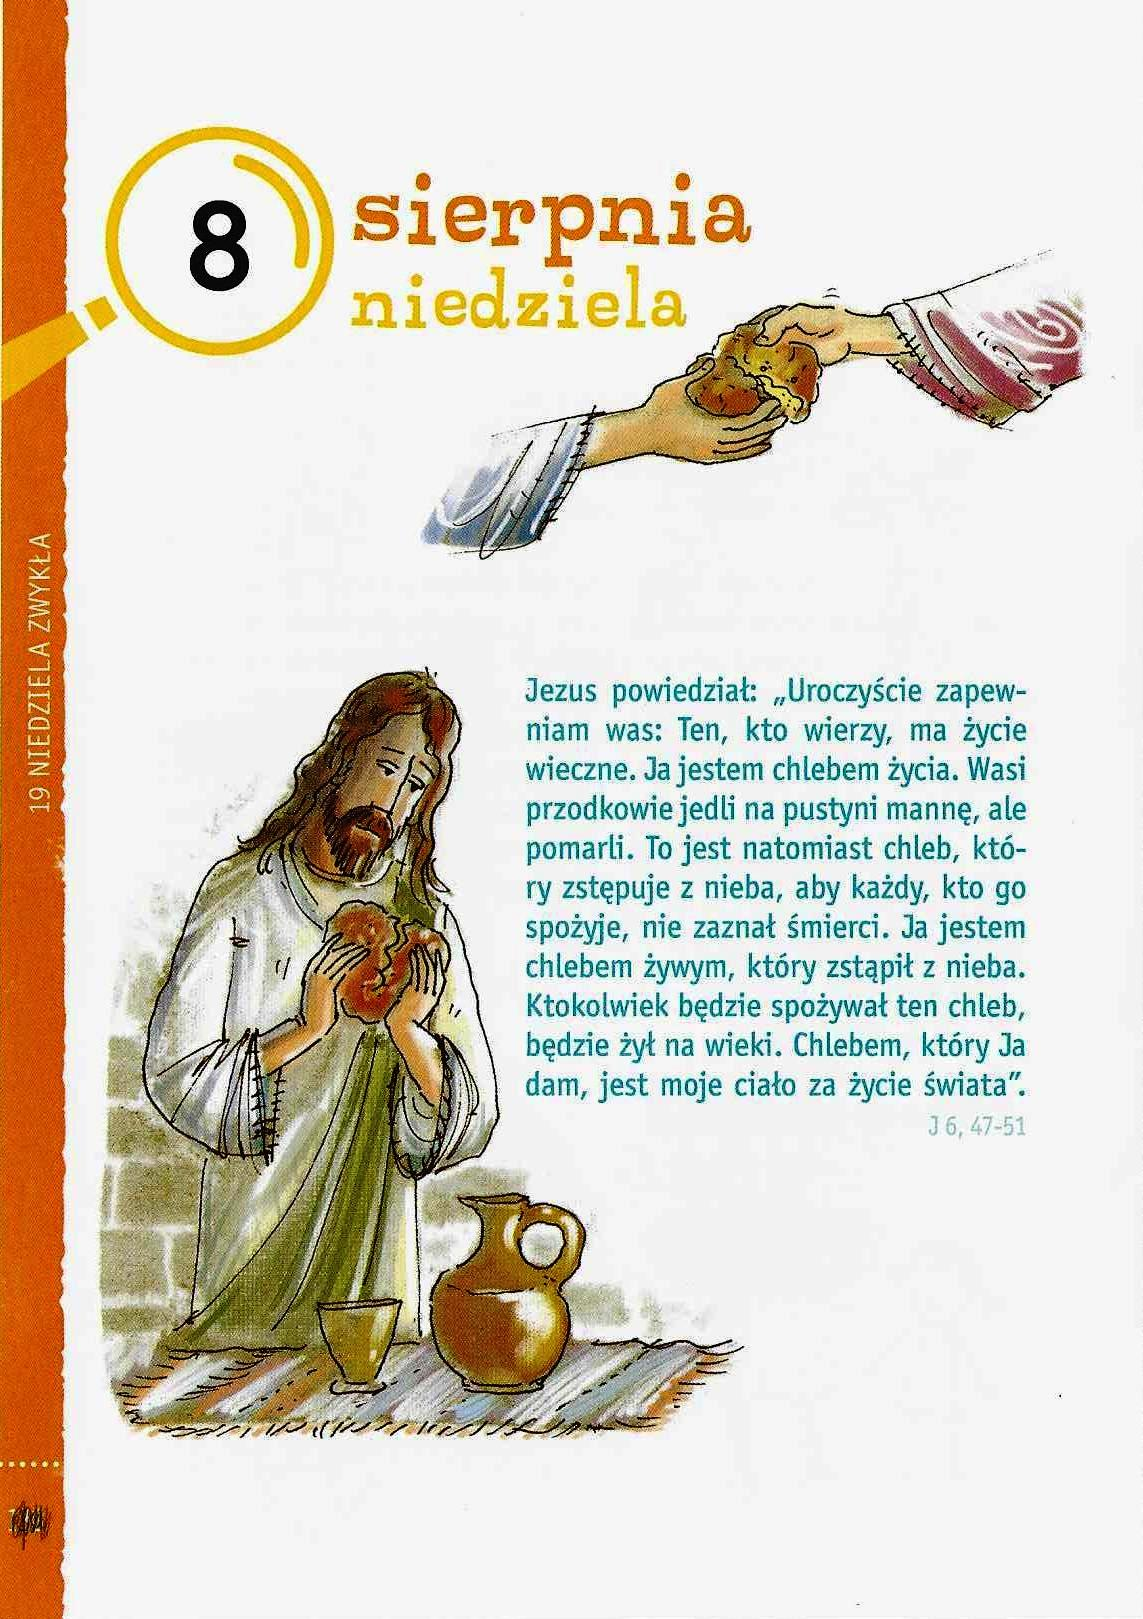 8
sierpnia
niedziela
19 NIEDZIELA ZWYKŁA
Jezus powiedział: „Uroczyście zapew-
niam was: Ten, kto wierzy, ma życie
wieczne. Ja jestem chlebem życia. Wasi
przodkowie jedli na pustyni mannę, ale
pomarli. To jest natomiast chleb, któ-
ry zstępuje z nieba, aby każdy, kto go
spożyje, nie zaznał śmierci. Ja jestem
chlebem żywym, który zstąpił z nieba.
Ktokolwiek będzie spożywał ten chleb,
będzie żył na wieki. Chlebem, który Ja
dam, jest moje ciało za życie świata”.
J 6, 47-51